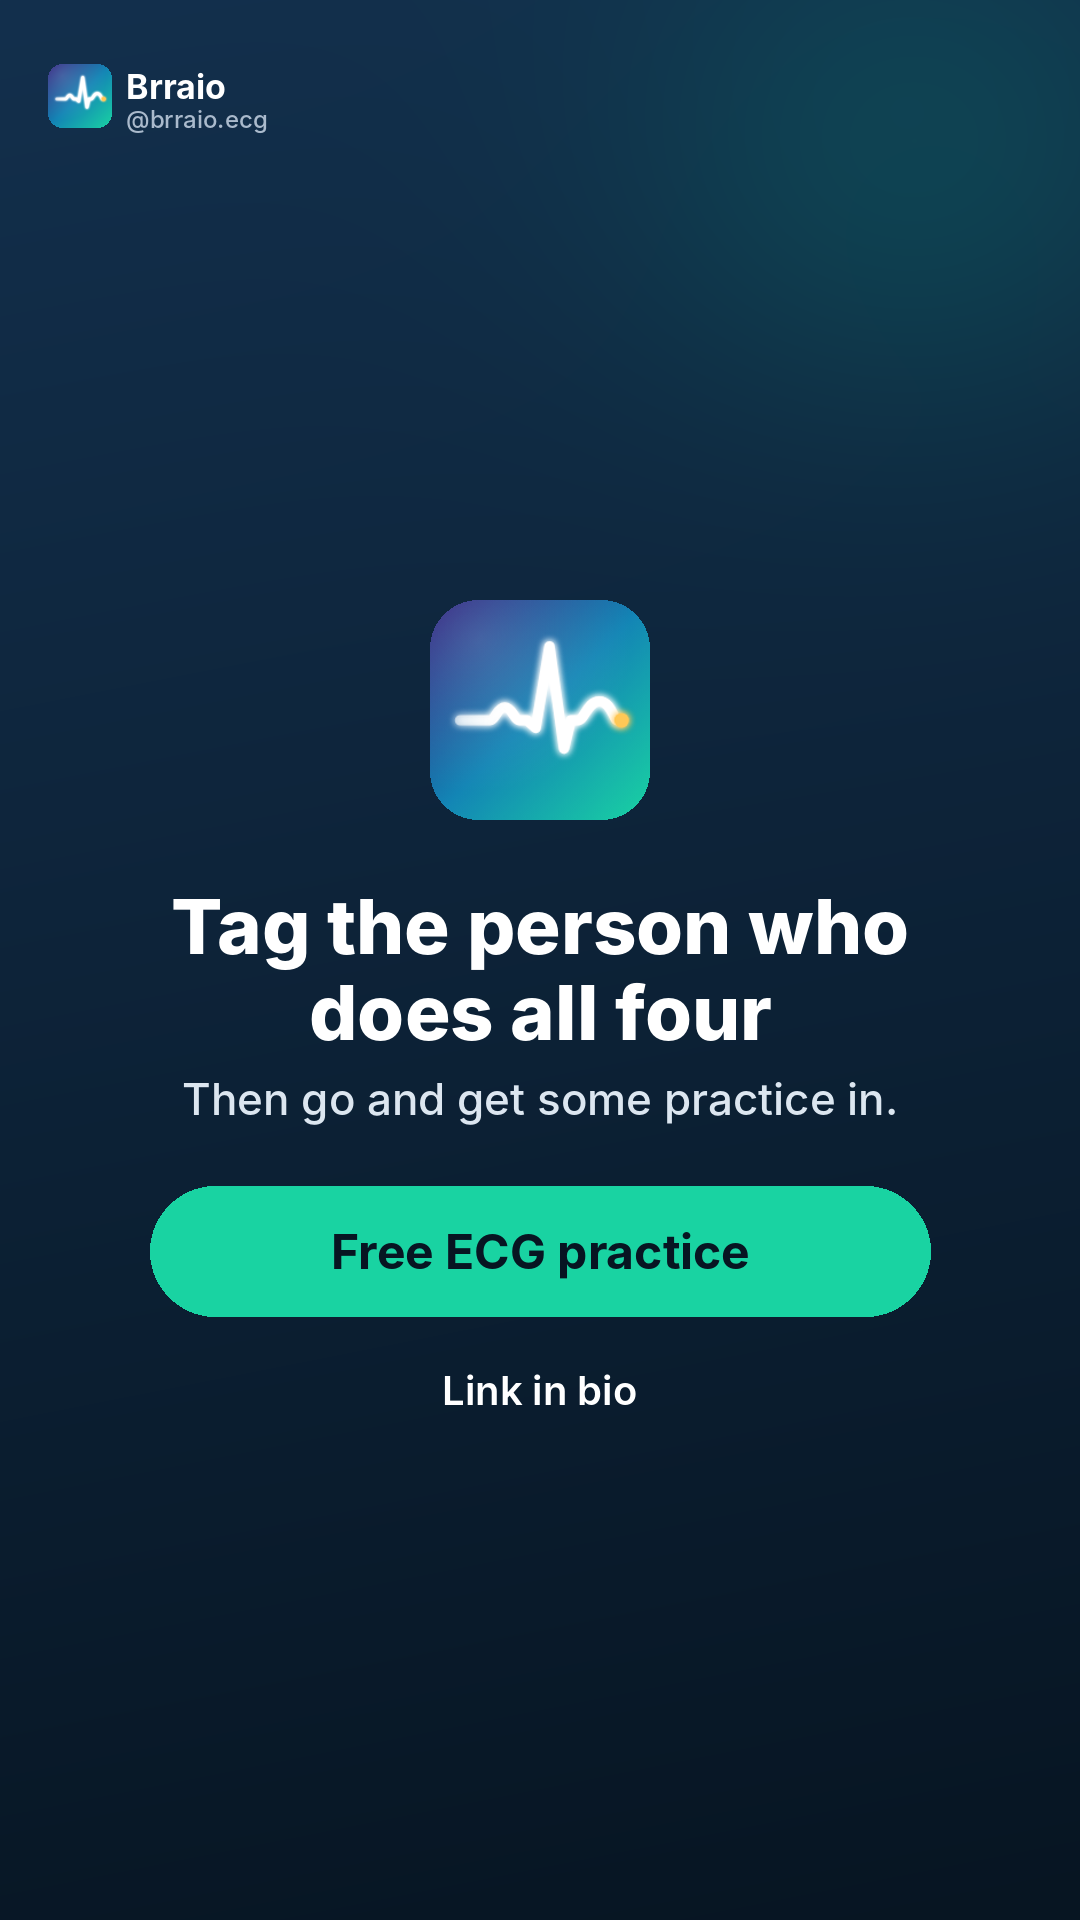 Brraio
@brraio.ecg
Tag the person who
does all four
Then go and get some practice in.
Free ECG practice
Link in bio